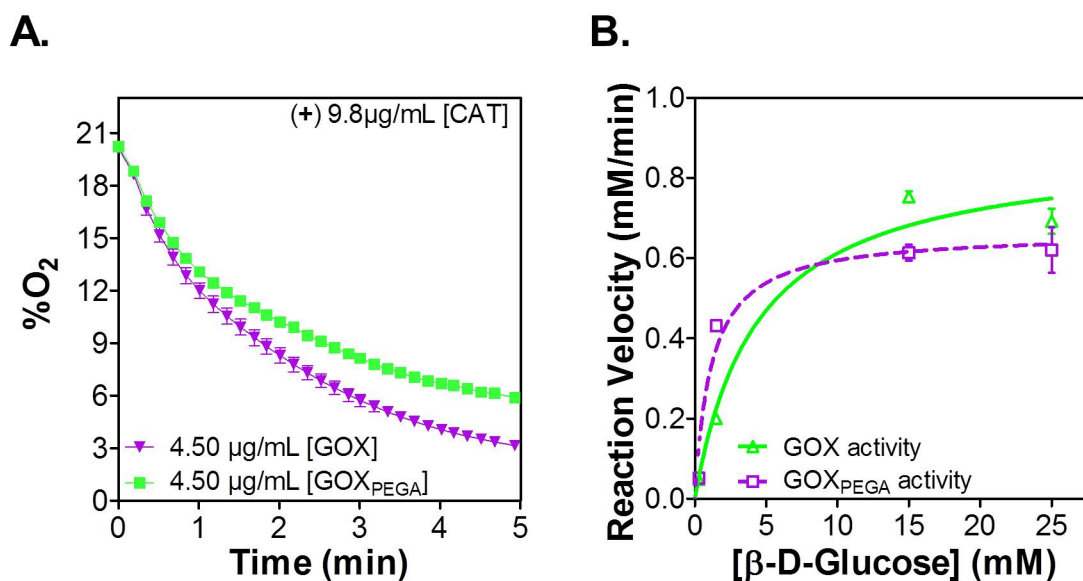 A.
(+) 9.8µg/mL [CAT]
%O2
21
18
15
12
9
6
3
0
4.50 µg/mL [GOX]
4.50 µg/mL [GOXPEGA]
0 1 2 3 4 5
Time (min)
B.
Reaction Velocity (mM/min)
1.0
0.8
0.6
0.4
0.2
0.0
GOX activity
GOXPEGA activity
0 5 10 15 20 25
[β-D-Glucose] (mM)